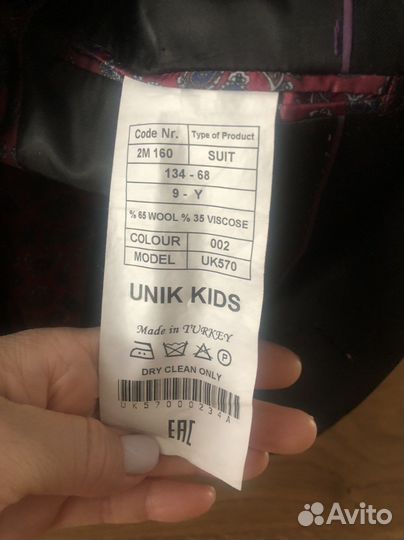 Code Nr. Type of Product
2M 160 SUIT
134 - 68
9 - Y
% 65 WOOL % 35 VISCOSE
COLOUR 002
MODEL UK570
UNIK KIDS
Made in TURKEY
P
DRY CLEAN ONLY
UK57000234A
EAC
Avito